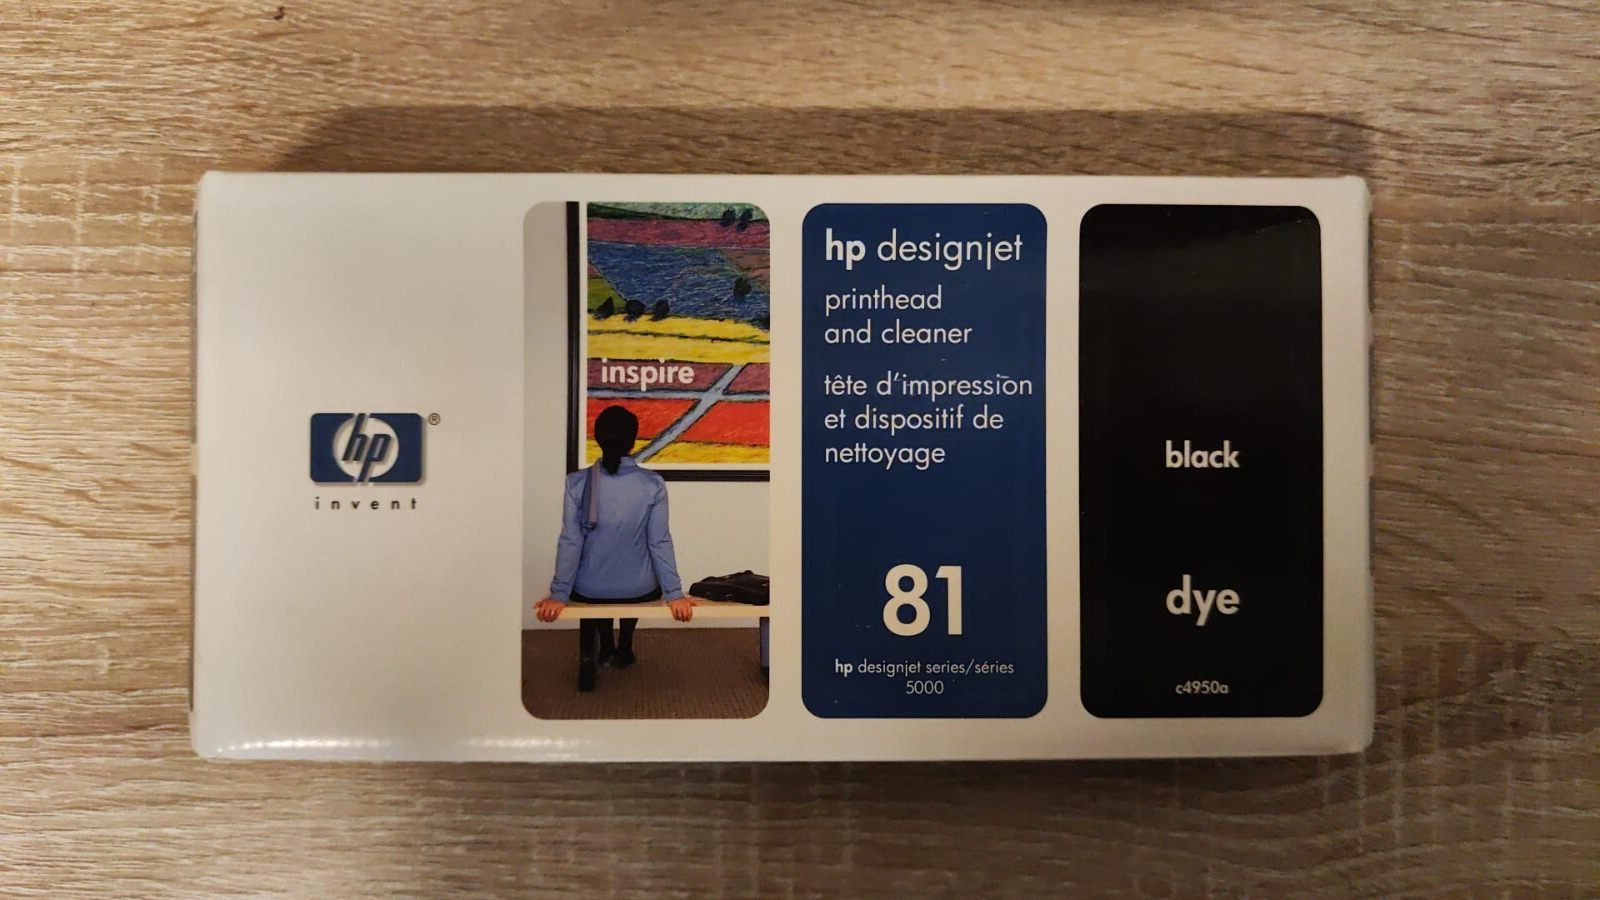 hp®
invent
inspire
hp designjet
printhead
and cleaner
tête d'impression
et dispositif de
nettoyage
81
hp designjet series/séries
5000
black
dye
c4950a